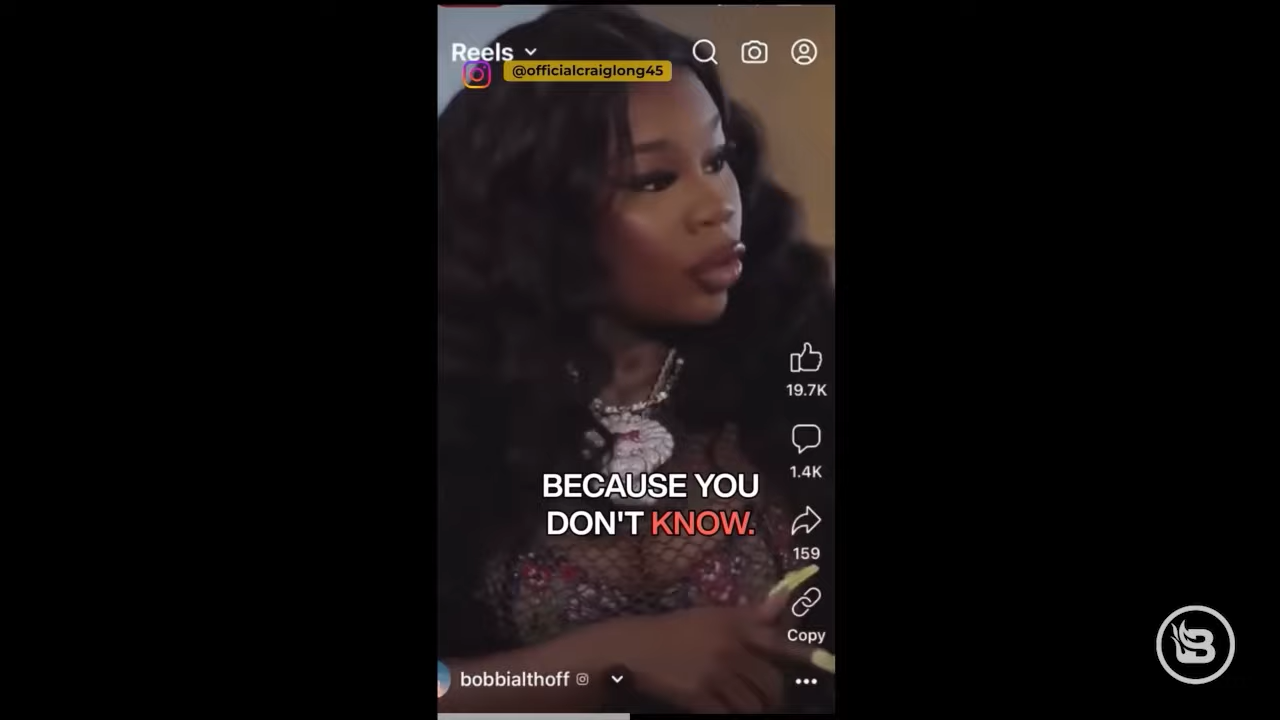 Reels
@officialcraiglong45
19.7K
1.4K
BECAUSE YOU
DON'T KNOW.
159
Copy
bobbialthoff
B